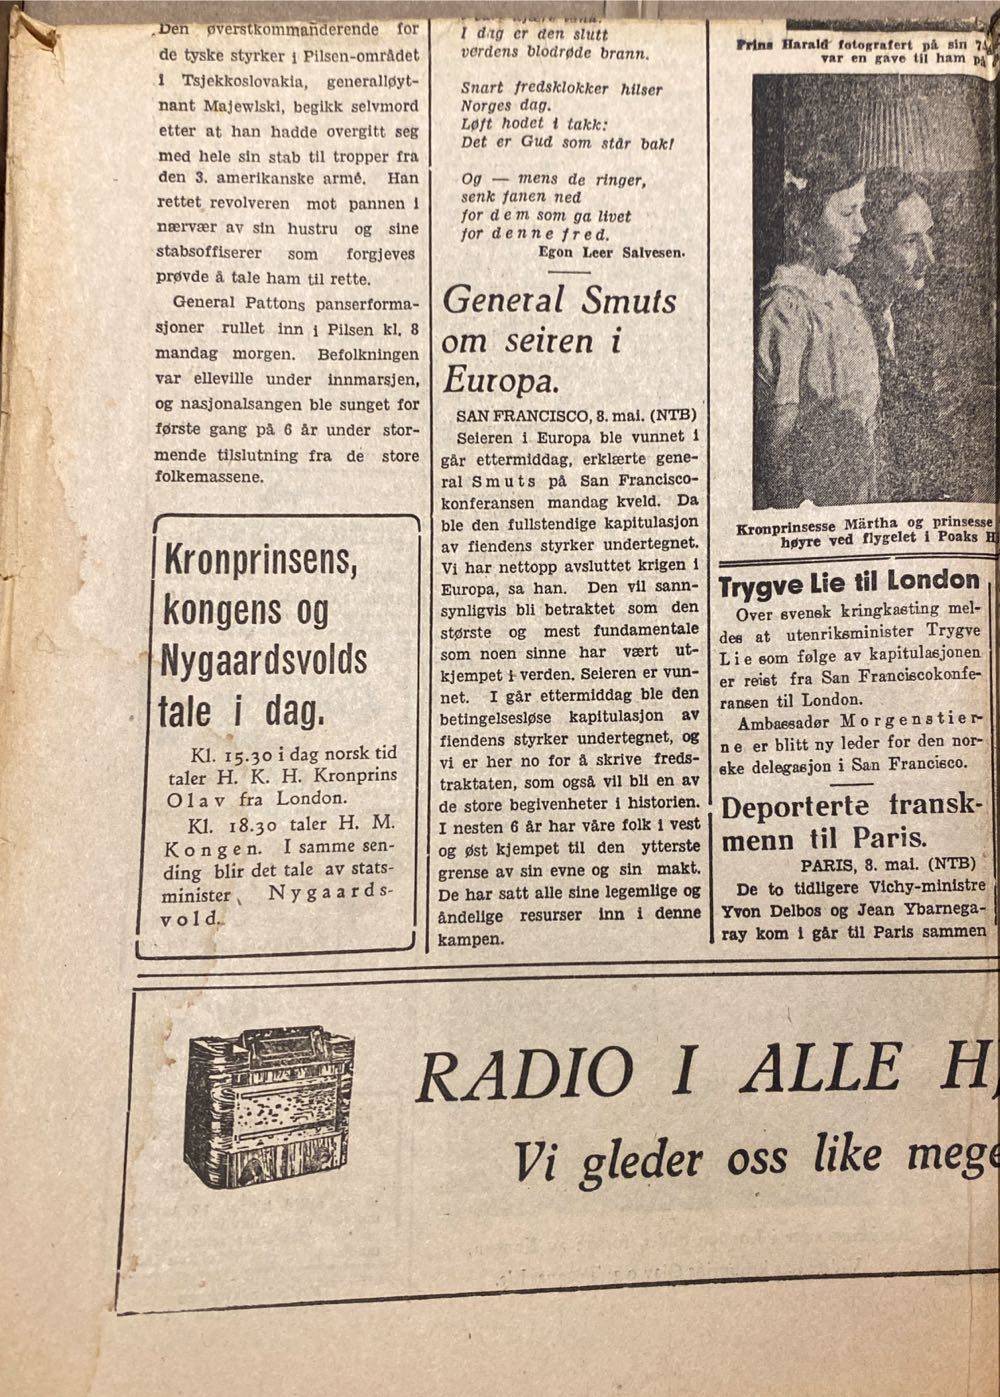 Den øverstkommanderende for
de tyske styrker i Pilsen-området
i Tsjekkoslovakia, generalløyt-
nant Majewlski, begikk selvmord
etter at han hadde overgitt seg
med hele sin stab til tropper fra
den 3. amerikanske armé. Han
rettet revolveren mot pannen i
nærvær av sin hustru og sine
stabsoffiserer som forgjeves
prøvde å tale ham til rette.
General Pattons panserforma-
sjoner rullet inn i Pilsen kl. 8
mandag morgen. Befolkningen
var elleville under innmarsjen,
og nasjonalsangen ble sunget for
første gang på 6 år under stor-
mende tilslutning fra de store
folkemassene.
Kronprinsens,
kongens og
Nygaardsvolds
tale i dag.
Kl. 15.30 i dag norsk tid
taler H. K. H. Kronprins
Olav fra London.
Kl. 18.30 taler H. M.
Kongen. I samme sen-
ding blir det tale av stats-
minister Nygaards-
vold.
I dag er den slutt
verdens blodrøde brann.
Snart fredsklokker hilser
Norges dag.
Løft hodet i takk:
Det er Gud som står bak!
Og — mens de ringer,
senk fanen ned
for dem som ga livet
for denne fred.
Egon Leer Salvesen.
General Smuts
om seiren i
Europa.
SAN FRANCISCO, 8. mai. (NTB)
Seieren i Europa ble vunnet i
går ettermiddag, erklærte gene-
ral Smuts på San Francisco-
konferansen mandag kveld. Da
ble den fullstendige kapitulasjon
av fiendens styrker undertegnet.
Vi har nettopp avsluttet krigen i
Europa, sa han. Den vil sann-
synligvis bli betraktet som den
største og mest fundamentale
som noen sinne har vært ut-
kjempet i verden. Seieren er vun-
net. I går ettermiddag ble den
betingelsesløse kapitulasjon av
fiendens styrker undertegnet, og
vi er her no for å skrive freds-
traktaten, som også vil bli en av
de store begivenheter i historien.
I nesten 6 år har våre folk i vest
og øst kjempet til den ytterste
grense av sin evne og sin makt.
De har satt alle sine legemlige og
åndelige resurser inn i denne
kampen.
Prins Harald fotografert på sin
var en gave til ham på
Kronprinsesse Märtha og prinsesse
høyre ved flygelet i Poaks H
Trygve Lie til London
Over svensk kringkasting mel-
des at utenriksminister Trygve
Lie som følge av kapitulasjonen
er reist fra San Franciscokonfe-
ransen til London.
Ambassadør Morgenstier-
ne er blitt ny leder for den nor-
ske delegasjon i San Francisco.
Deporterte fransk-
menn til Paris.
PARIS, 8. mai. (NTB)
De to tidligere Vichy-ministre
Yvon Delbos og Jean Ybarnega-
ray kom i går til Paris sammen
RADIO I ALLE H
Vi gleder oss like mege